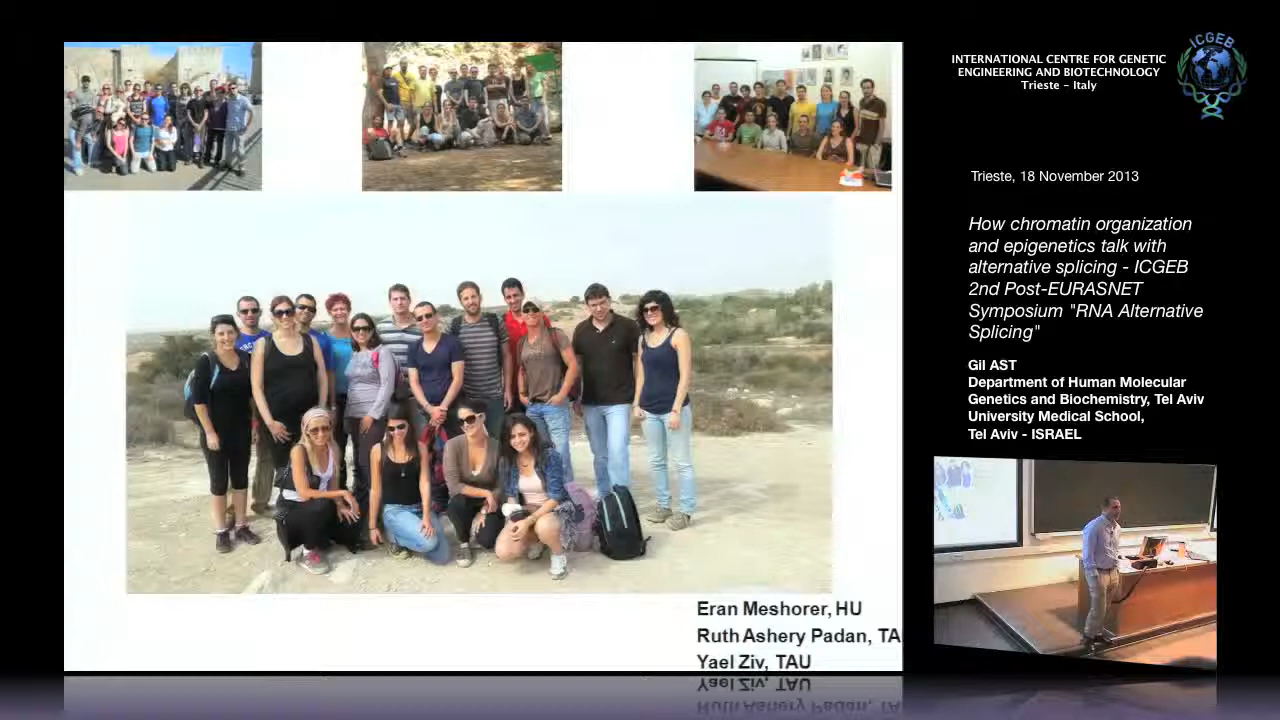 INTERNATIONAL CENTRE FOR GENETIC
ENGINEERING AND BIOTECHNOLOGY
Trieste - Italy
ICGEB
Trieste, 18 November 2013
How chromatin organization
and epigenetics talk with
alternative splicing - ICGEB
2nd Post-EURASNET
Symposium "RNA Alternative
Splicing"
Gil AST
Department of Human Molecular
Genetics and Biochemistry, Tel Aviv
University Medical School,
Tel Aviv - ISRAEL
Eran Meshorer, HU
Ruth Ashery Padan, TA
Yael Ziv, TAU